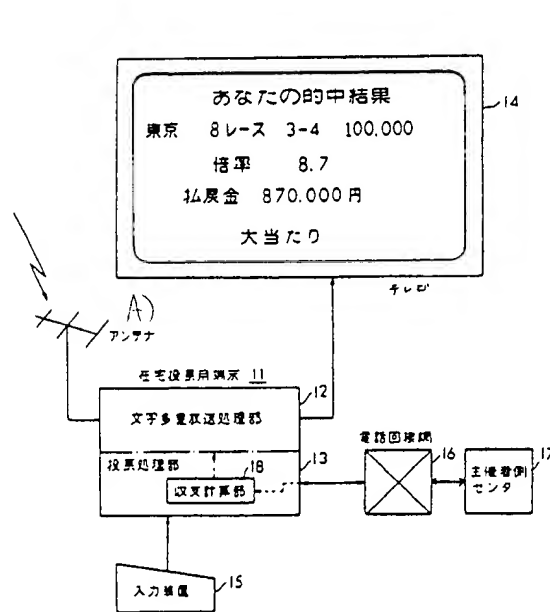 あなたの的中結果
東京 8レース 3-4 100,000
倍率 8.7
払戻金 870,000円
大当たり
14
テレビ
A)
アンテナ
在宅投票用端末 11
12
文字多重放送処理部
投票処理部
13
18
収支計算部
電話回線網
16
主催者側
センタ
17
入力装置
15